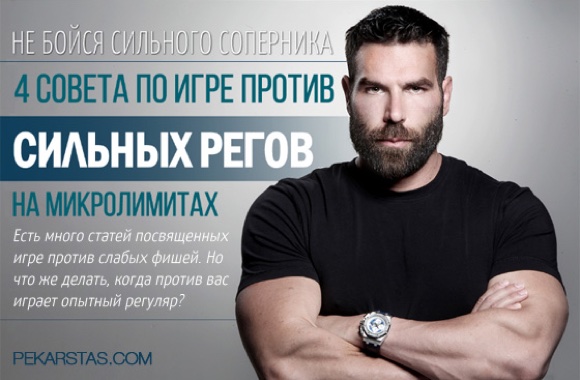 НЕ БОЙСЯ СИЛЬНОГО СОПЕРНИКА
4 СОВЕТА ПО ИГРЕ ПРОТИВ
СИЛЬНЫХ РЕГОВ
НА МИКРОЛИМИТАХ
Есть много статей посвященных
игре против слабых фишей. Но
что же делать, когда против вас
играет опытный регуляр?
PEKARSTAS.COM